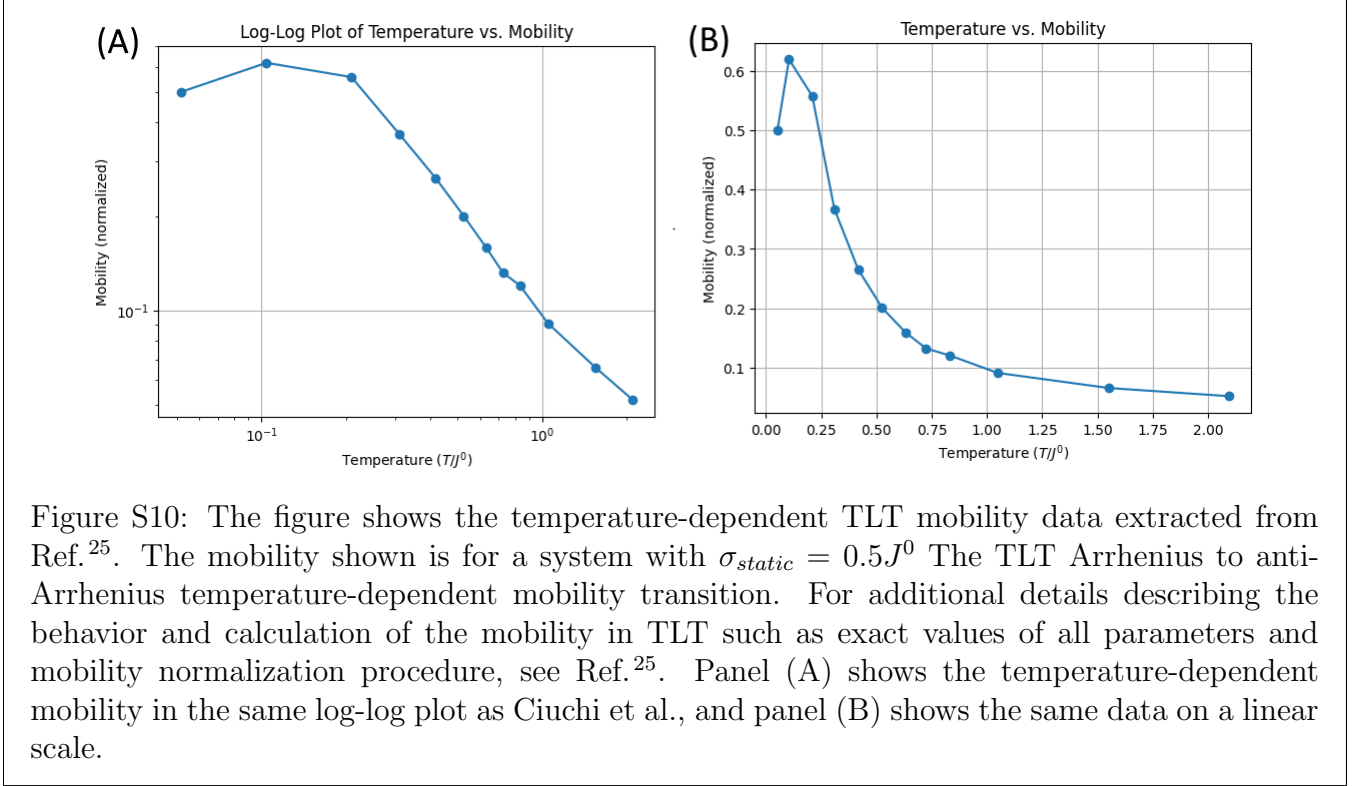 (A)
Log-Log Plot of Temperature vs. Mobility
Mobility (normalized)
10⁻¹
10⁻¹
10⁰
Temperature (T/J⁰)
(B)
Temperature vs. Mobility
Mobility (normalized)
0.6
0.5
0.4
0.3
0.2
0.1
0.00 0.25 0.50 0.75 1.00 1.25 1.50 1.75 2.00
Temperature (T/J⁰)
Figure S10: The figure shows the temperature-dependent TLT mobility data extracted from
Ref.²⁵. The mobility shown is for a system with σ_static = 0.5J⁰ The TLT Arrhenius to anti-
Arrhenius temperature-dependent mobility transition. For additional details describing the
behavior and calculation of the mobility in TLT such as exact values of all parameters and
mobility normalization procedure, see Ref.²⁵. Panel (A) shows the temperature-dependent
mobility in the same log-log plot as Ciuchi et al., and panel (B) shows the same data on a linear
scale.